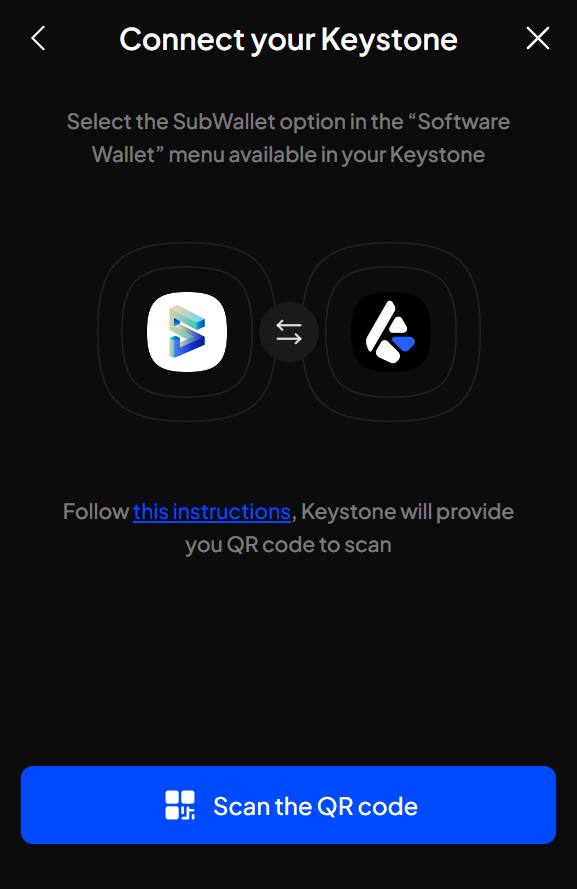 Connect your Keystone
Select the SubWallet option in the “Software
Wallet” menu available in your Keystone
Follow this instructions, Keystone will provide
you QR code to scan
Scan the QR code